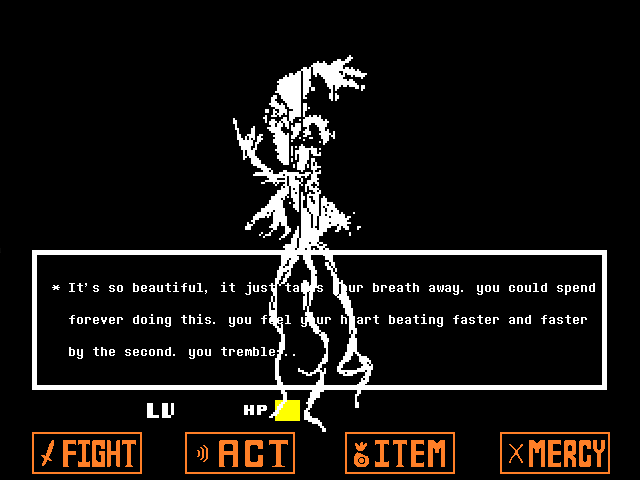 * It's so beautiful, it just takes your breath away. you could spend
forever doing this. you feel your heart beating faster and faster
by the second. you tremble...
LV HP
FIGHT ACT ITEM MERCY